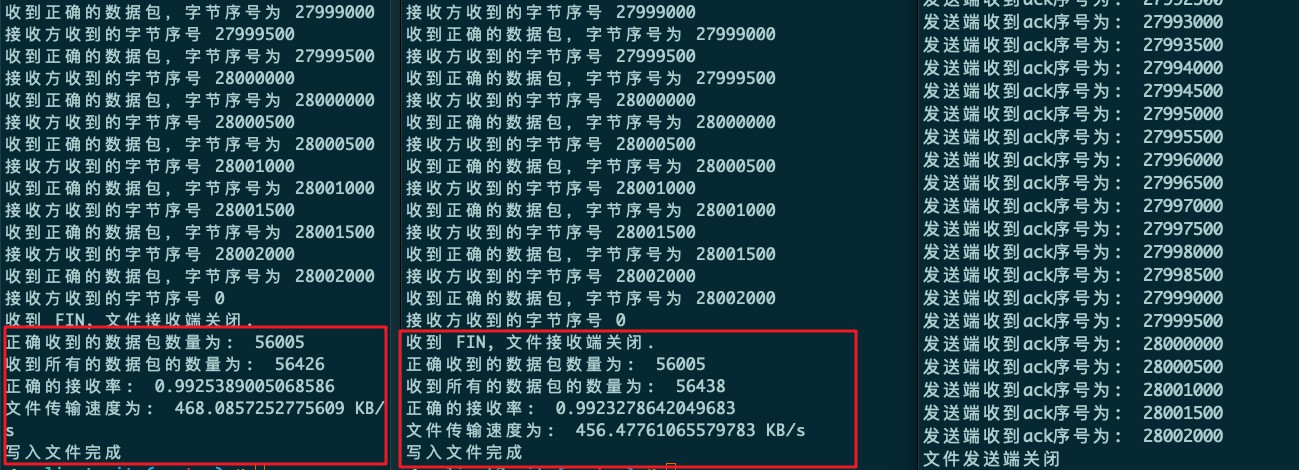 收到正确的数据包，字节序号为 27999000
接收方收到的字节序号 27999500
收到正确的数据包，字节序号为 27999500
接收方收到的字节序号 28000000
收到正确的数据包，字节序号为 28000000
接收方收到的字节序号 28000500
收到正确的数据包，字节序号为 28000500
接收方收到的字节序号 28001000
收到正确的数据包，字节序号为 28001000
接收方收到的字节序号 28001500
收到正确的数据包，字节序号为 28001500
接收方收到的字节序号 28002000
收到正确的数据包，字节序号为 28002000
接收方收到的字节序号 0
收到 FIN，文件接收端关闭.
正确收到的数据包数量为： 56005
收到所有的数据包的数量为： 56426
正确的接收率： 0.9925389005068586
文件传输速度为： 468.0857252775609 KB/
s
写入文件完成
接收方收到的字节序号 27999000
收到正确的数据包，字节序号为 27999000
接收方收到的字节序号 27999500
收到正确的数据包，字节序号为 27999500
接收方收到的字节序号 28000000
收到正确的数据包，字节序号为 28000000
接收方收到的字节序号 28000500
收到正确的数据包，字节序号为 28000500
接收方收到的字节序号 28001000
收到正确的数据包，字节序号为 28001000
接收方收到的字节序号 28001500
收到正确的数据包，字节序号为 28001500
接收方收到的字节序号 28002000
收到正确的数据包，字节序号为 28002000
接收方收到的字节序号 0
收到 FIN，文件接收端关闭.
正确收到的数据包数量为： 56005
收到所有的数据包的数量为： 56438
正确的接收率： 0.9923278642049683
文件传输速度为： 456.47761065579783 KB/s
写入文件完成
发送端收到ack序号为： 27992500
发送端收到ack序号为： 27993000
发送端收到ack序号为： 27993500
发送端收到ack序号为： 27994000
发送端收到ack序号为： 27994500
发送端收到ack序号为： 27995000
发送端收到ack序号为： 27995500
发送端收到ack序号为： 27996000
发送端收到ack序号为： 27996500
发送端收到ack序号为： 27997000
发送端收到ack序号为： 27997500
发送端收到ack序号为： 27998000
发送端收到ack序号为： 27998500
发送端收到ack序号为： 27999000
发送端收到ack序号为： 27999500
发送端收到ack序号为： 28000000
发送端收到ack序号为： 28000500
发送端收到ack序号为： 28001000
发送端收到ack序号为： 28001500
发送端收到ack序号为： 28002000
文件发送端关闭